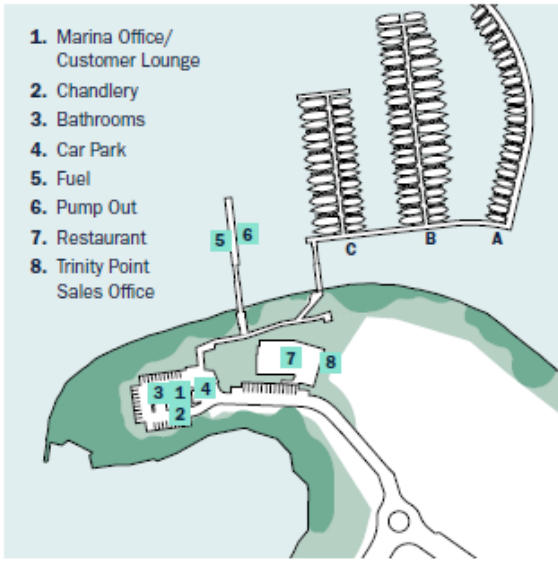 1. Marina Office/
Customer Lounge
2. Chandlery
3. Bathrooms
4. Car Park
5. Fuel
6. Pump Out
7. Restaurant
8. Trinity Point
Sales Office
C B A
5 6
7 8
3 1 4
2